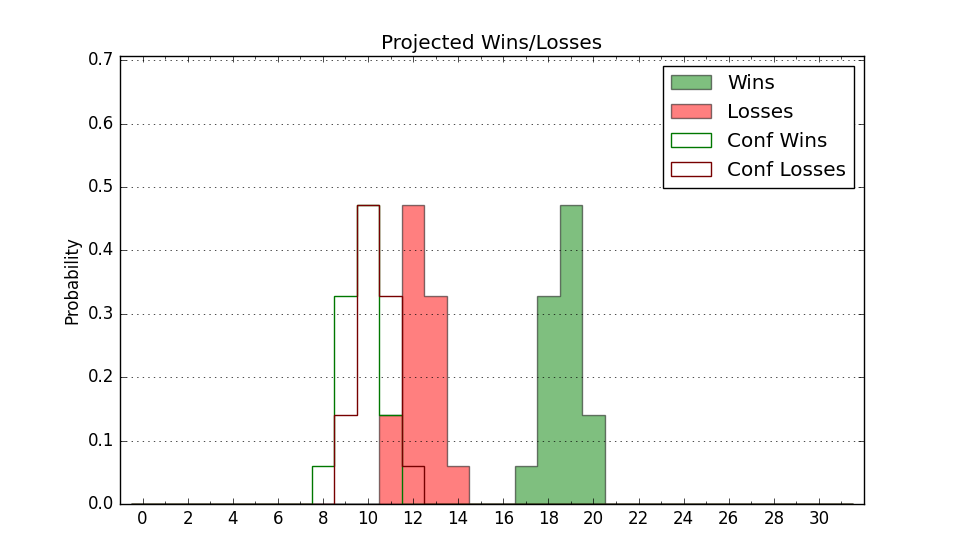 Projected Wins/Losses
0.7
0.6
0.5
0.4
0.3
0.2
0.1
0.0
Probability
Wins
Losses
Conf Wins
Conf Losses
0 2 4 6 8 10 12 14 16 18 20 22 24 26 28 30